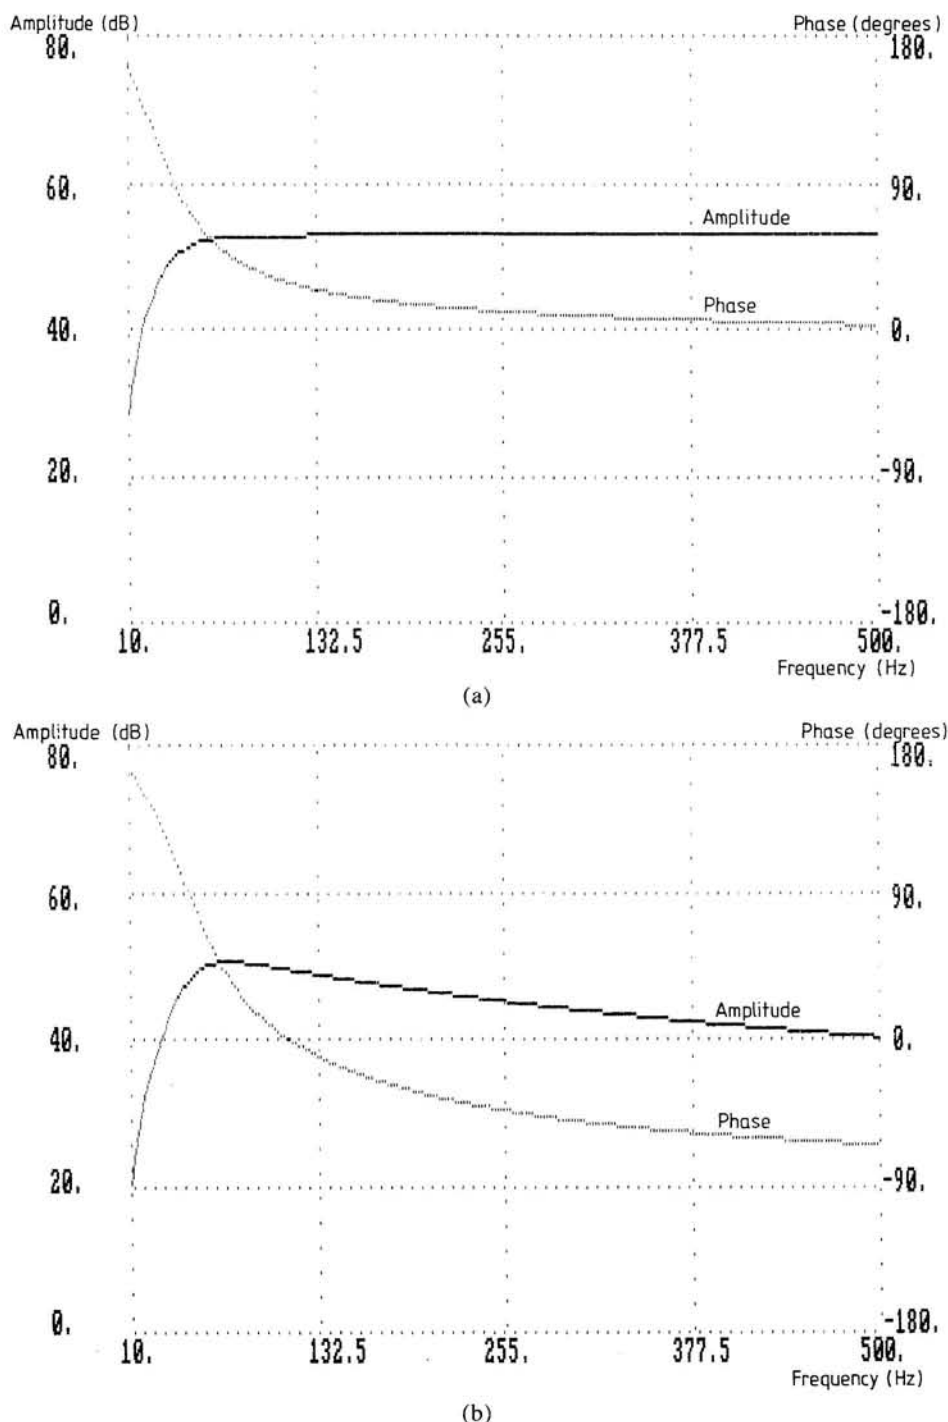 Amplitude (dB) Phase (degrees)
80. 180.
60. 90.
Amplitude
Phase
40. 0.
20. -90.
0. -180.
10. 132.5 255. 377.5 500.
Frequency (Hz)
(a)
Amplitude (dB) Phase (degrees)
80. 180.
60. 90.
Amplitude
40. 0.
Phase
20. -90.
0. -180.
10. 132.5 255. 377.5 500.
Frequency (Hz)
(b)